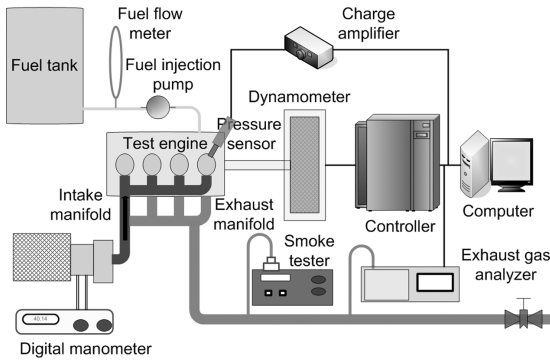 Fuel flow
meter
Charge
amplifier
Fuel tank
Fuel injection
pump
Dynamometer
Pressure
sensor
Test engine
Intake
manifold
Exhaust
manifold
Smoke
tester
Controller
Computer
Exhaust gas
analyzer
40.14
Digital manometer